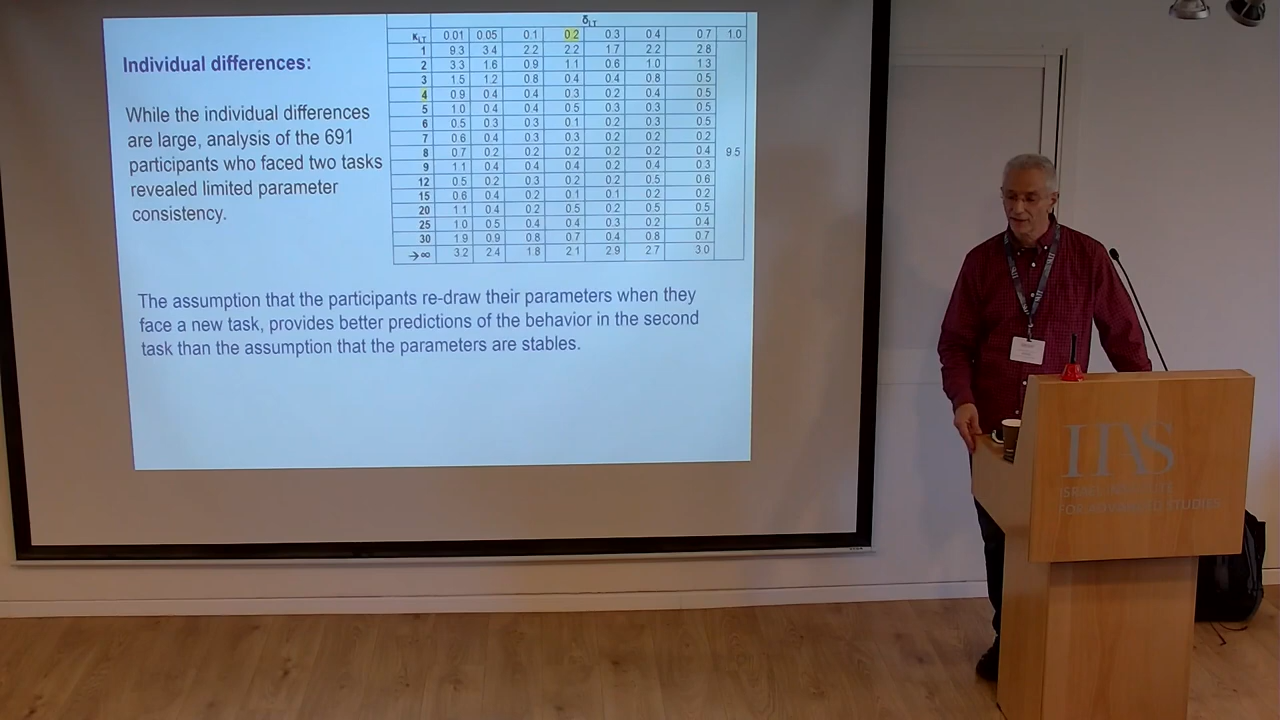 Individual differences:
While the individual differences
are large, analysis of the 691
participants who faced two tasks
revealed limited parameter
consistency.
δLT
κLT 0.01 0.05 0.1 0.2 0.3 0.4 0.7 1.0
1 9.3 3.4 2.2 2.2 1.7 2.2 2.8
2 3.3 1.6 0.9 1.1 0.6 1.0 1.3
3 1.5 1.2 0.8 0.4 0.4 0.8 0.5
4 0.9 0.4 0.4 0.3 0.2 0.4 0.5
5 1.0 0.4 0.4 0.5 0.3 0.3 0.5
6 0.5 0.3 0.3 0.1 0.2 0.3 0.5
7 0.6 0.4 0.3 0.3 0.2 0.2 0.2
8 0.7 0.2 0.2 0.2 0.2 0.2 0.4 9.5
9 1.1 0.4 0.4 0.4 0.2 0.4 0.3
12 0.5 0.2 0.3 0.2 0.2 0.5 0.6
15 0.6 0.4 0.2 0.1 0.1 0.2 0.2
20 1.1 0.4 0.2 0.5 0.2 0.5 0.5
25 1.0 0.5 0.4 0.4 0.3 0.2 0.4
30 1.9 0.9 0.8 0.7 0.4 0.8 0.7
→∞ 3.2 2.4 1.8 2.1 2.9 2.7 3.0
The assumption that the participants re-draw their parameters when they
face a new task, provides better predictions of the behavior in the second
task than the assumption that the parameters are stables.
IIAS
ISRAEL INSTITUTE
FOR ADVANCED STUDIES